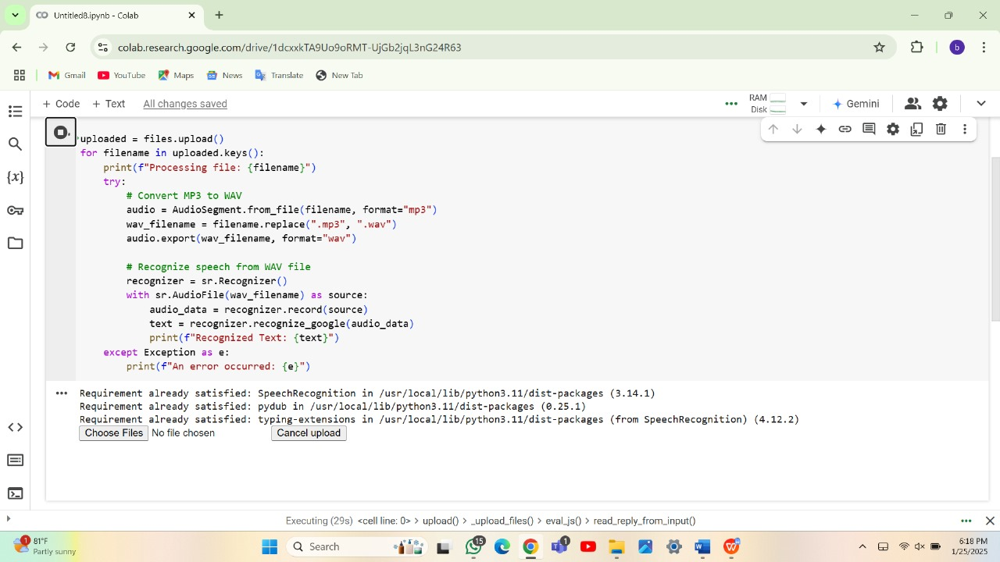 Untitled8.ipynb - Colab
colab.research.google.com/drive/1dcxxkTA9Uo9oRMT-UjGb2jqL3nG24R63
b
Gmail YouTube Maps News Translate New Tab
+ Code + Text All changes saved
RAM
Disk
Gemini
{x}
uploaded = files.upload()
for filename in uploaded.keys():
    print(f"Processing file: {filename}")
    try:
        # Convert MP3 to WAV
        audio = AudioSegment.from_file(filename, format="mp3")
        wav_filename = filename.replace(".mp3", ".wav")
        audio.export(wav_filename, format="wav")
        # Recognize speech from WAV file
        recognizer = sr.Recognizer()
        with sr.AudioFile(wav_filename) as source:
            audio_data = recognizer.record(source)
            text = recognizer.recognize_google(audio_data)
            print(f"Recognized Text: {text}")
    except Exception as e:
        print(f"An error occurred: {e}")
Requirement already satisfied: SpeechRecognition in /usr/local/lib/python3.11/dist-packages (3.14.1)
Requirement already satisfied: pydub in /usr/local/lib/python3.11/dist-packages (0.25.1)
Requirement already satisfied: typing-extensions in /usr/local/lib/python3.11/dist-packages (from SpeechRecognition) (4.12.2)
Choose Files No file chosen Cancel upload
Executing (29s) <cell line: 0> > upload() > _upload_files() > eval_js() > read_reply_from_input()
1
81°F
Partly sunny
Search
15
1
6:18 PM
1/25/2025